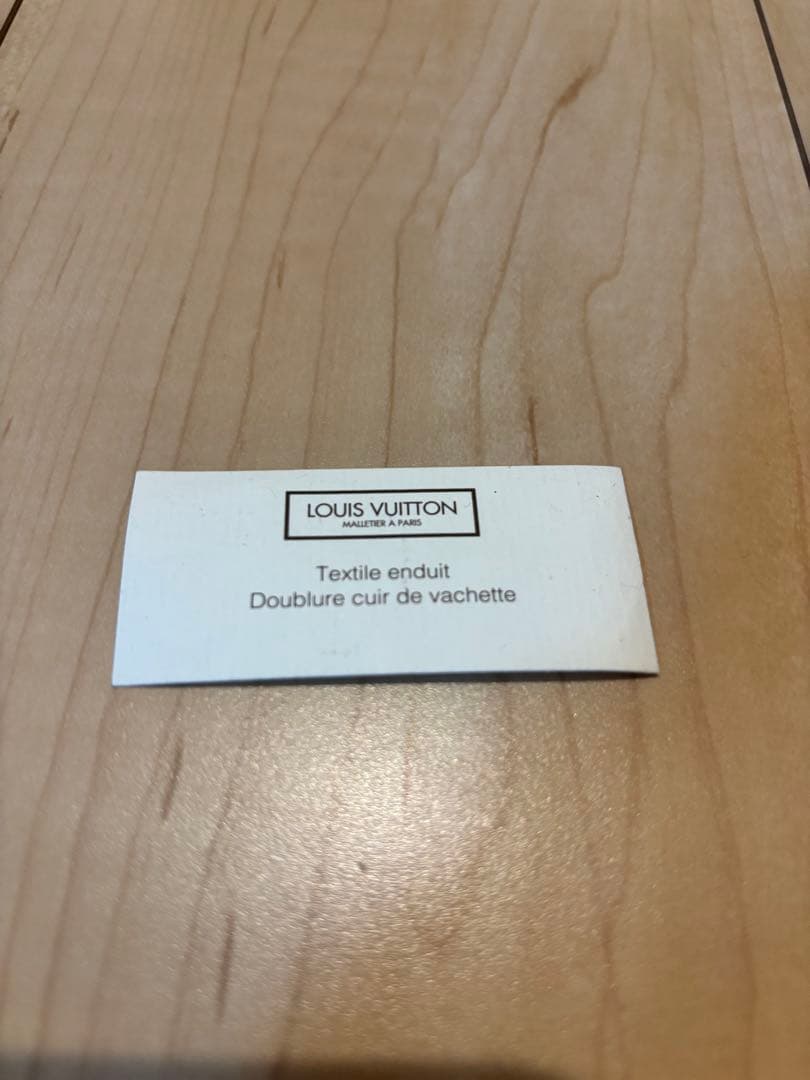 LOUIS VUITTON
MALLETIER A PARIS
Textile enduit
Doublure cuir de vachette